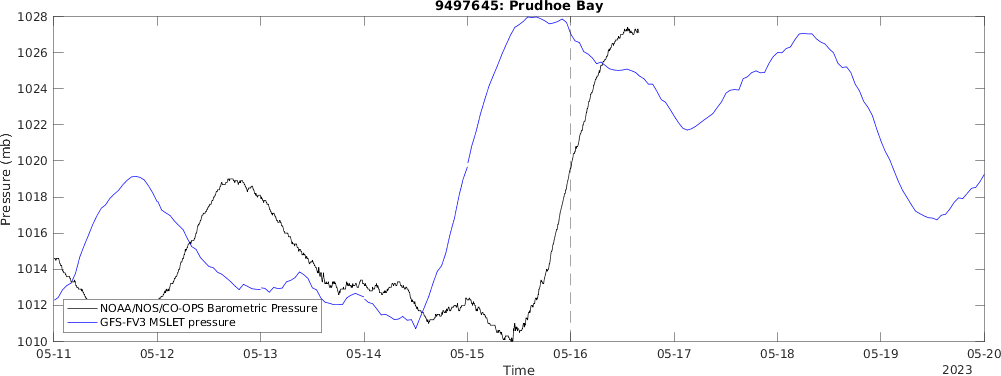 9497645: Prudhoe Bay
Pressure (mb)
1028
1026
1024
1022
1020
1018
1016
1014
1012
1010
NOAA/NOS/CO-OPS Barometric Pressure
GFS-FV3 MSLET pressure
05-11 05-12 05-13 05-14 05-15 05-16 05-17 05-18 05-19 05-20
Time
2023